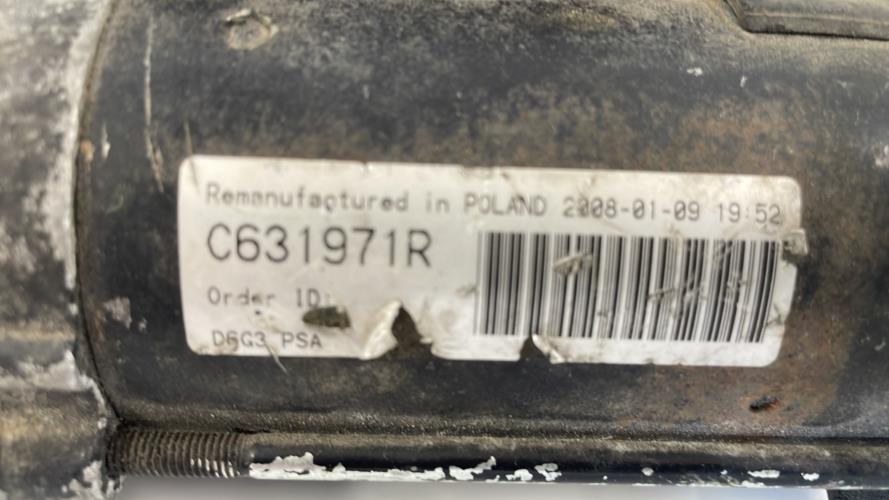 Remanufactured in POLAND 2008-01-09 19:52
C631971R
Order ID:
D6G3 PSA